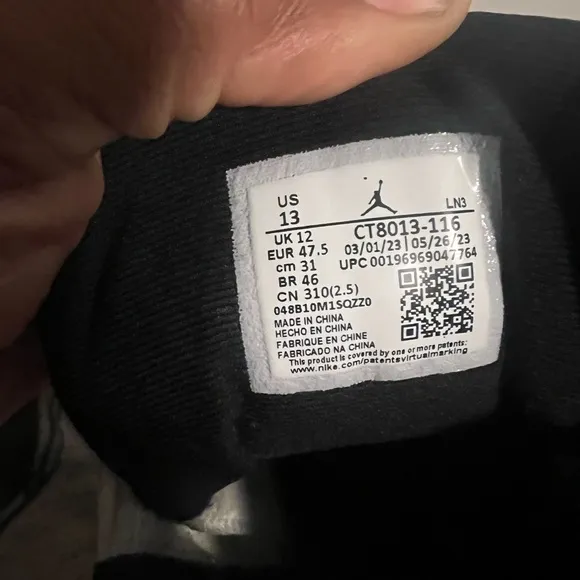 US
13
LN3
UK 12
CT8013-116
EUR 47.5
03/01/23 05/26/23
cm 31
UPC 00196969047764
BR 46
CN 310(2.5)
048B10M1SQZZ0
MADE IN CHINA
HECHO EN CHINA
FABRIQUE EN CHINE
FABRICADO NA CHINA
This product is covered by one or more patents:
www.nike.com/patentsvirtualmarking